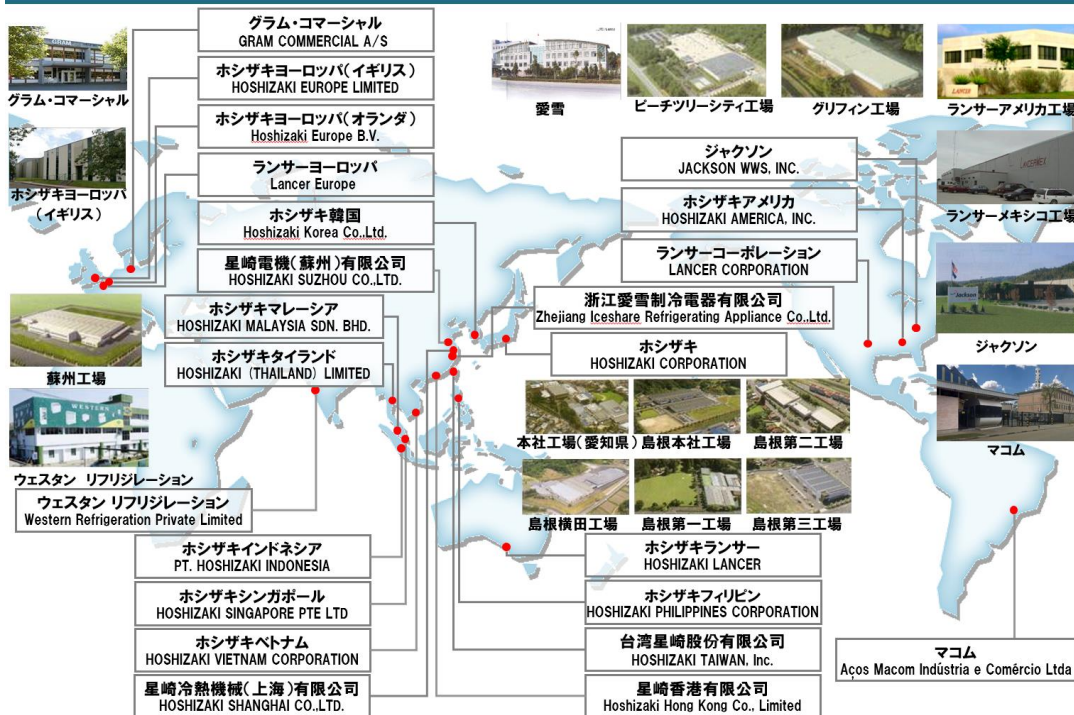 グラム・コマーシャル
GRAM COMMERCIAL A/S
ホシザキヨーロッパ(イギリス)
HOSHIZAKI EUROPE LIMITED
ホシザキヨーロッパ(オランダ)
Hoshizaki Europe B.V.
ランサーヨーロッパ
Lancer Europe
ホシザキ韓国
Hoshizaki Korea Co.,Ltd.
星崎電機(蘇州)有限公司
HOSHIZAKI SUZHOU CO.,LTD.
ホシザキマレーシア
HOSHIZAKI MALAYSIA SDN. BHD.
ホシザキタイランド
HOSHIZAKI (THAILAND) LIMITED
グラム・コマーシャル
ホシザキヨーロッパ
(イギリス)
蘇州工場
WESTERN
ウェスタン リフリジレーション
ウェスタン リフリジレーション
Western Refrigeration Private Limited
愛雪
ピーチツリーシティ工場
グリフィン工場
LANCER
ランサーアメリカ工場
ジャクソン
JACKSON WWS, INC.
ホシザキアメリカ
HOSHIZAKI AMERICA, INC.
ランサーコーポレーション
LANCER CORPORATION
浙江愛雪制冷電器有限公司
Zhejiang Iceshare Refrigerating Appliance Co.,Ltd.
ホシザキ
HOSHIZAKI CORPORATION
LANCERMEX
ランサーメキシコ工場
Jackson
ジャクソン
マコム
本社工場(愛知県)
島根本社工場
島根第二工場
島根横田工場
島根第一工場
島根第三工場
ホシザキインドネシア
PT. HOSHIZAKI INDONESIA
ホシザキシンガポール
HOSHIZAKI SINGAPORE PTE LTD
ホシザキベトナム
HOSHIZAKI VIETNAM CORPORATION
星崎冷熱機械(上海)有限公司
HOSHIZAKI SHANGHAI CO.,LTD.
ホシザキランサー
HOSHIZAKI LANCER
ホシザキフィリピン
HOSHIZAKI PHILIPPINES CORPORATION
台湾星崎股份有限公司
HOSHIZAKI TAIWAN, Inc.
星崎香港有限公司
Hoshizaki Hong Kong Co., Limited
マコム
Aços Macom Indústria e Comércio Ltda